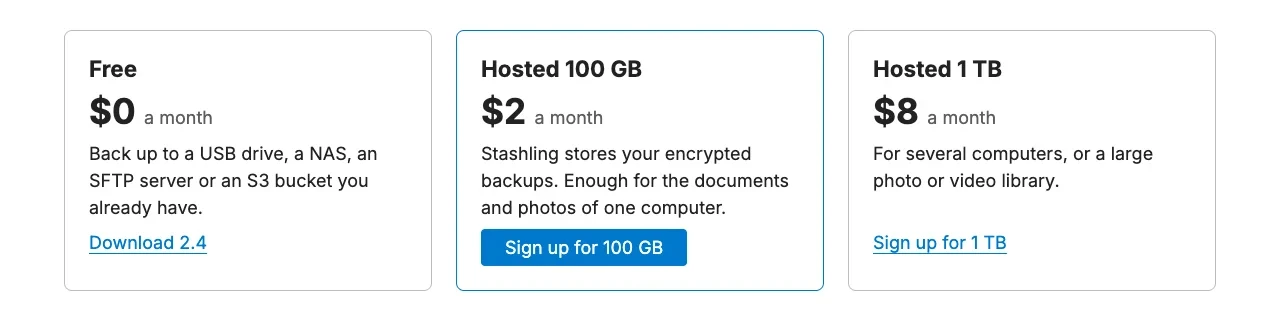 Free
$0 a month
Back up to a USB drive, a NAS, an
SFTP server or an S3 bucket you
already have.
Download 2.4
Hosted 100 GB
$2 a month
Stashling stores your encrypted
backups. Enough for the documents
and photos of one computer.
Sign up for 100 GB
Hosted 1 TB
$8 a month
For several computers, or a large
photo or video library.
Sign up for 1 TB